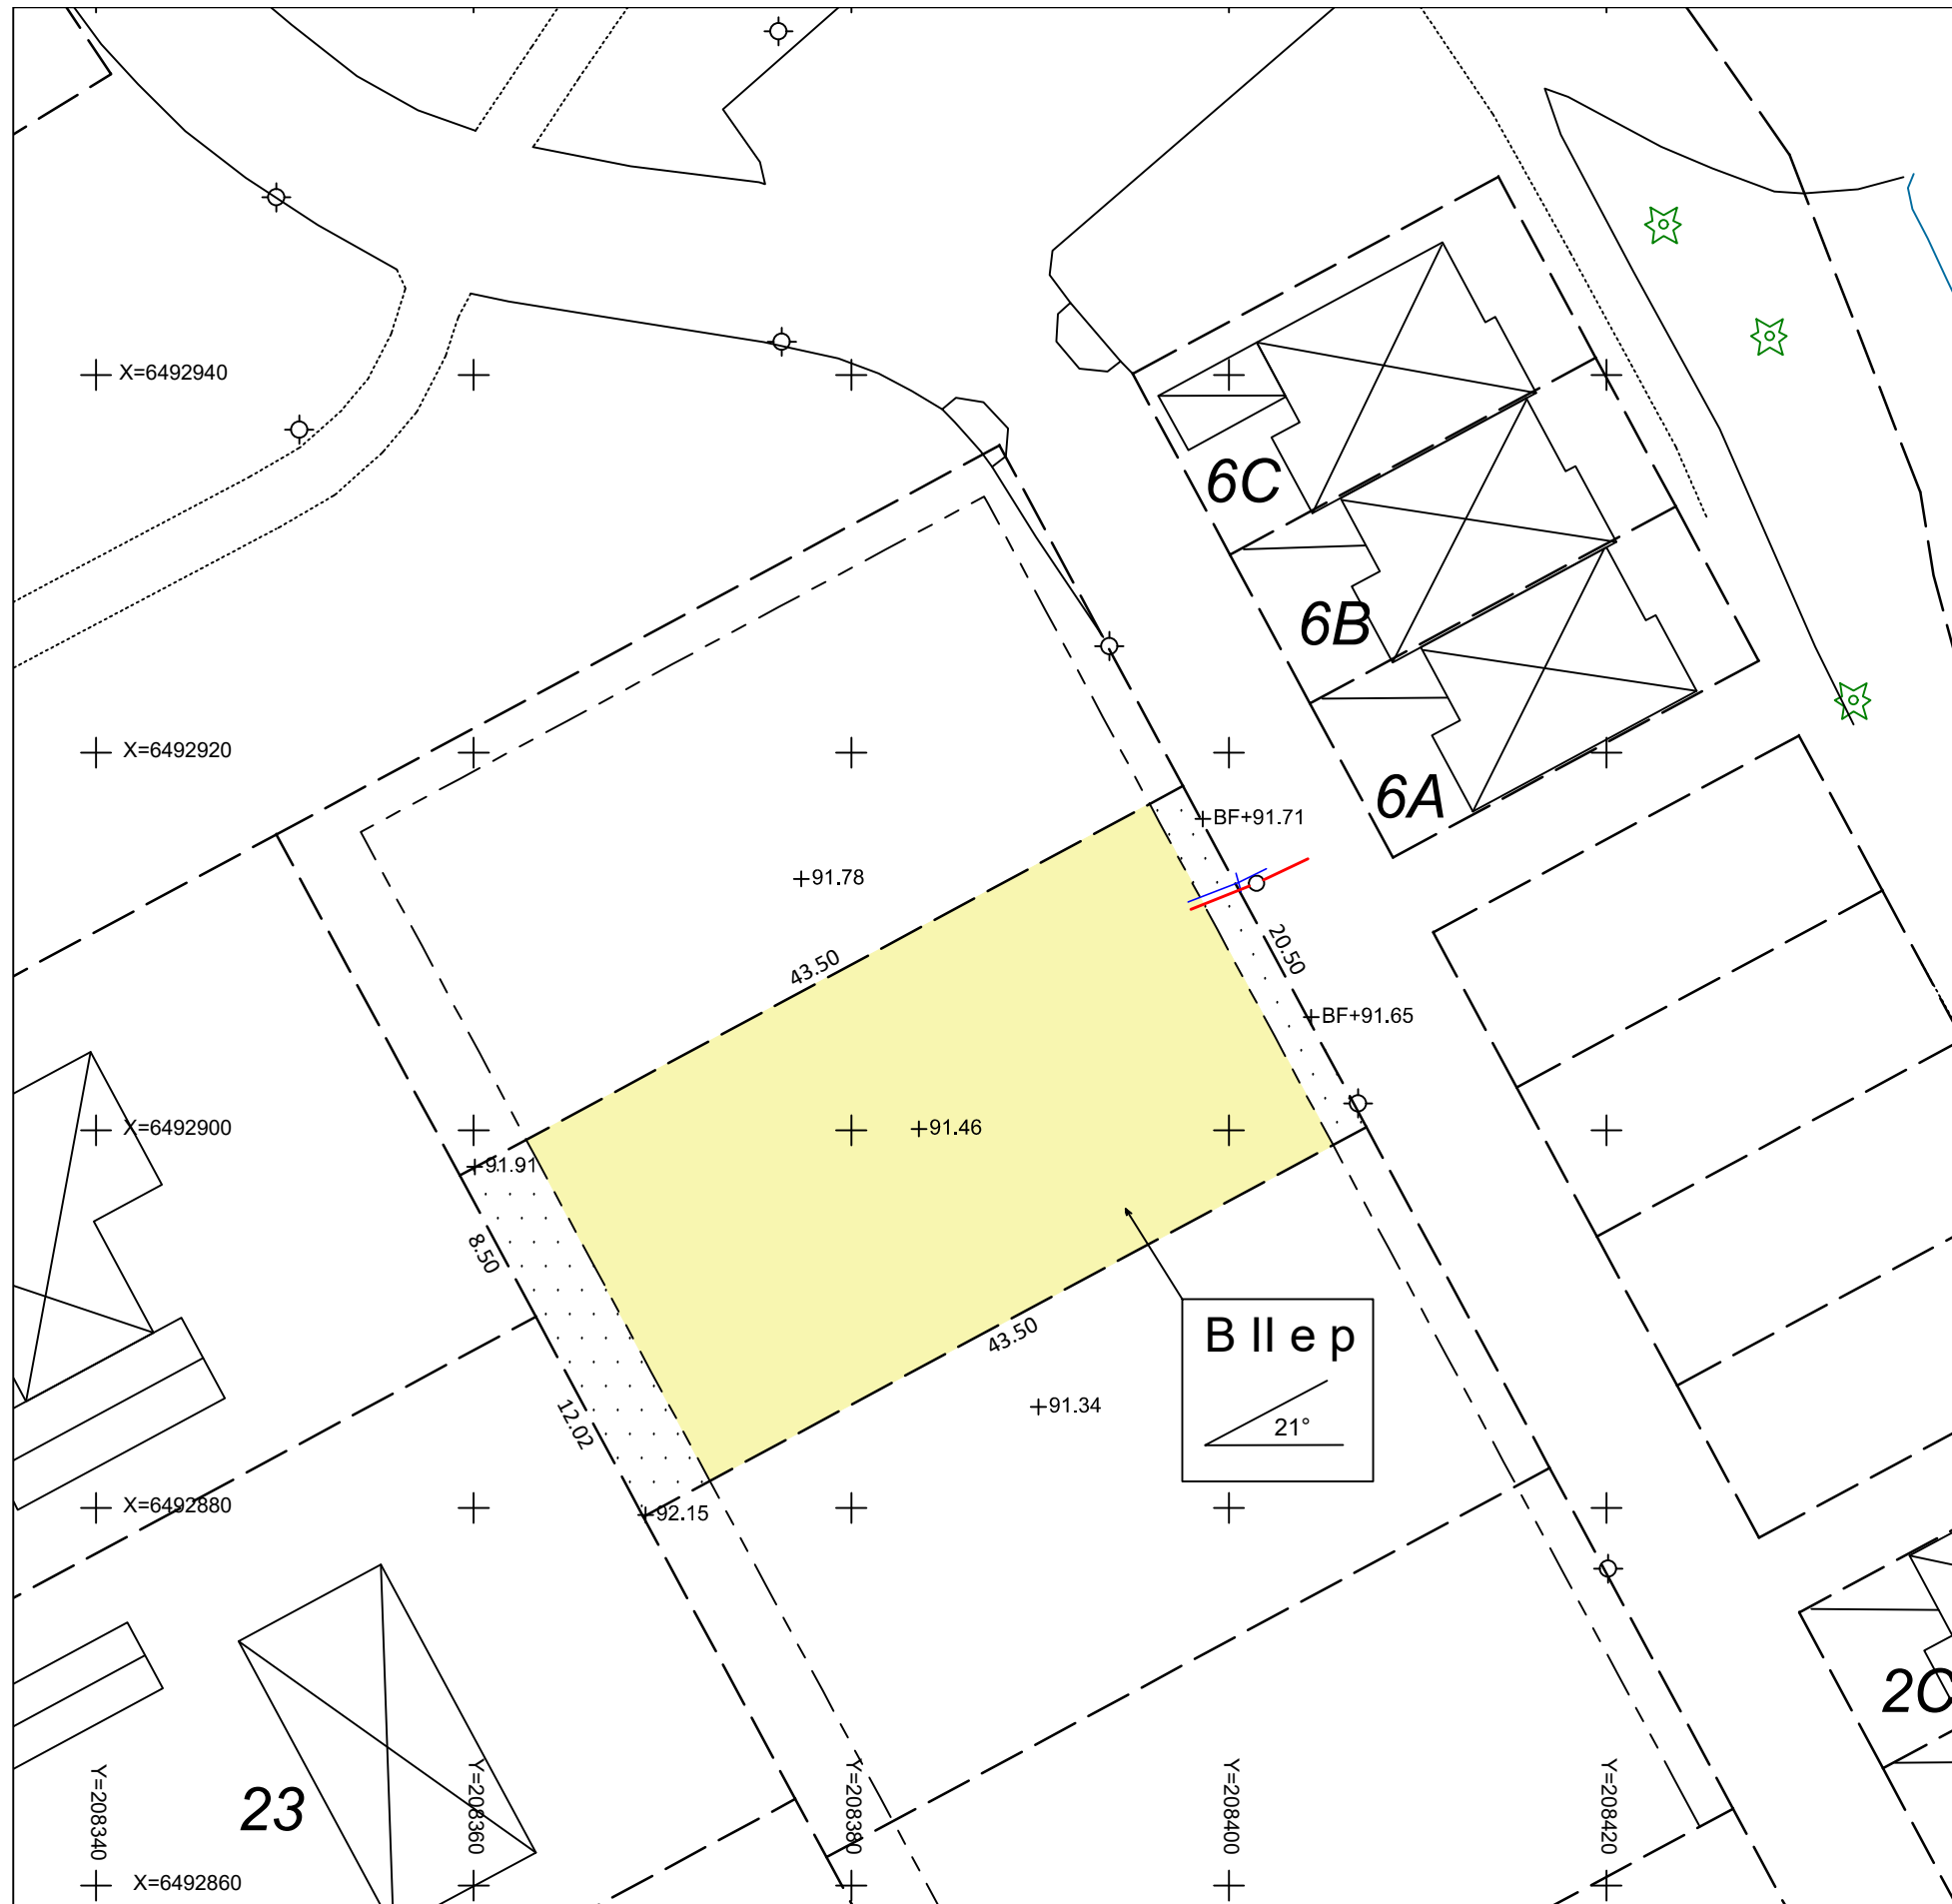 X=6492940
6C
6B
X=6492920
6A
BF+91.71
+91.78
43.50
20.50
BF+91.65
X=6492900
+91.46
+91.91
8.50
B II e p
43.50
21°
+91.34
12.02
X=6492880
+92.15
2C
23
Y=208340
Y=208360
Y=208380
Y=208400
Y=208420
X=6492860